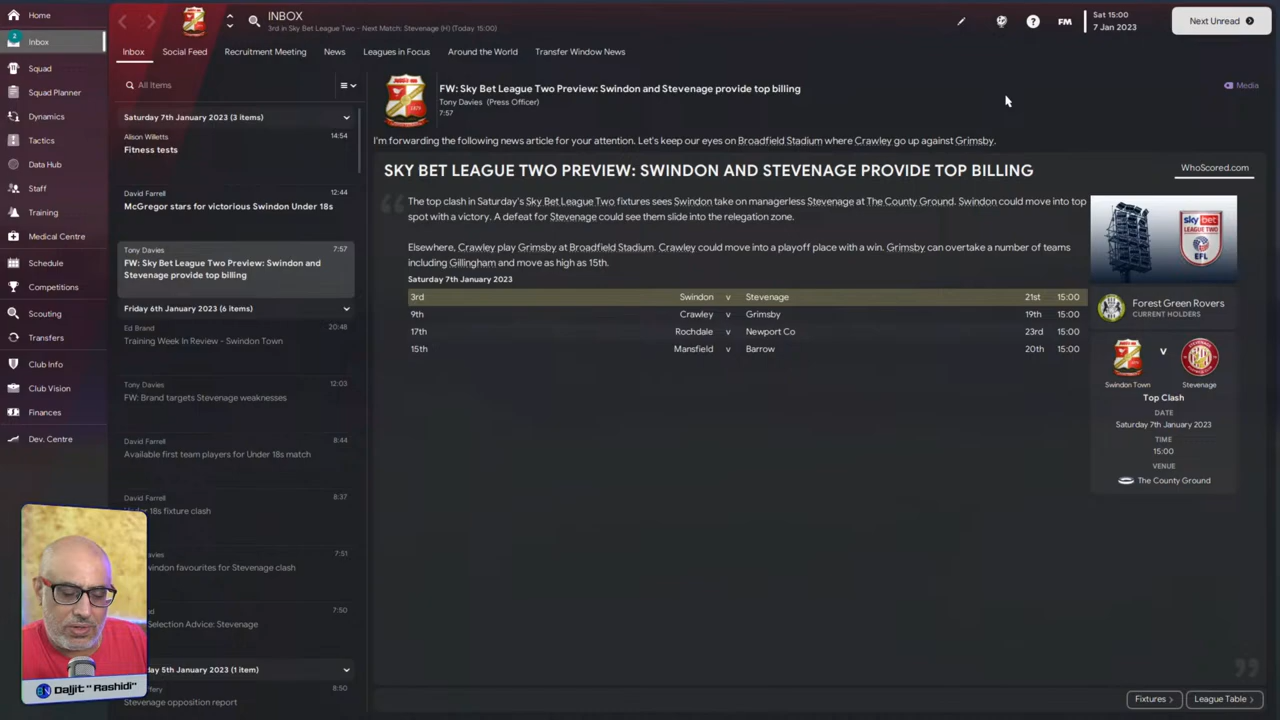 INBOX
3rd in Sky Bet League Two - Next Match: Stevenage (H) (Today 15:00)
FM
Sat 15:00
7 Jan 2023
Next Unread
2
Home
Inbox
Squad
Squad Planner
Dynamics
Tactics
Data Hub
Staff
Training
Medical Centre
Schedule
Competitions
Scouting
Transfers
Club Info
Club Vision
Finances
Dev. Centre
Inbox
Social Feed
Recruitment Meeting
News
Leagues in Focus
Around the World
Transfer Window News
All Items
Saturday 7th January 2023 (3 items)
Alison Willetts 14:54
Fitness tests
David Farrell 12:44
McGregor stars for victorious Swindon Under 18s
Tony Davies 7:57
FW: Sky Bet League Two Preview: Swindon and
Stevenage provide top billing
Friday 6th January 2023 (6 items)
Ed Brand 20:48
Training Week In Review - Swindon Town
Tony Davies 12:03
FW: Brand targets Stevenage weaknesses
David Farrell 8:44
Available first team players for Under 18s match
David Farrell 8:37
18s fixture clash
7:51
favourites for Stevenage clash
7:50
Selection Advice: Stevenage
5th January 2023 (1 item)
8:50
Stevenage opposition report
FW: Sky Bet League Two Preview: Swindon and Stevenage provide top billing
Tony Davies (Press Officer)
7:57
Media
I'm forwarding the following news article for your attention. Let's keep our eyes on Broadfield Stadium where Crawley go up against Grimsby.
SKY BET LEAGUE TWO PREVIEW: SWINDON AND STEVENAGE PROVIDE TOP BILLING
WhoScored.com
The top clash in Saturday's Sky Bet League Two fixtures sees Swindon take on managerless Stevenage at The County Ground. Swindon could move into top
spot with a victory. A defeat for Stevenage could see them slide into the relegation zone.
Elsewhere, Crawley play Grimsby at Broadfield Stadium. Crawley could move into a playoff place with a win. Grimsby can overtake a number of teams
including Gillingham and move as high as 15th.
Saturday 7th January 2023
3rd Swindon v Stevenage 21st 15:00
9th Crawley v Grimsby 19th 15:00
17th Rochdale v Newport Co 23rd 15:00
15th Mansfield v Barrow 20th 15:00
sky bet
LEAGUE TWO
EFL
Forest Green Rovers
CURRENT HOLDERS
V
Swindon Town
Stevenage
Top Clash
DATE
Saturday 7th January 2023
TIME
15:00
VENUE
The County Ground
Fixtures
League Table
Daljit "Rashidi"